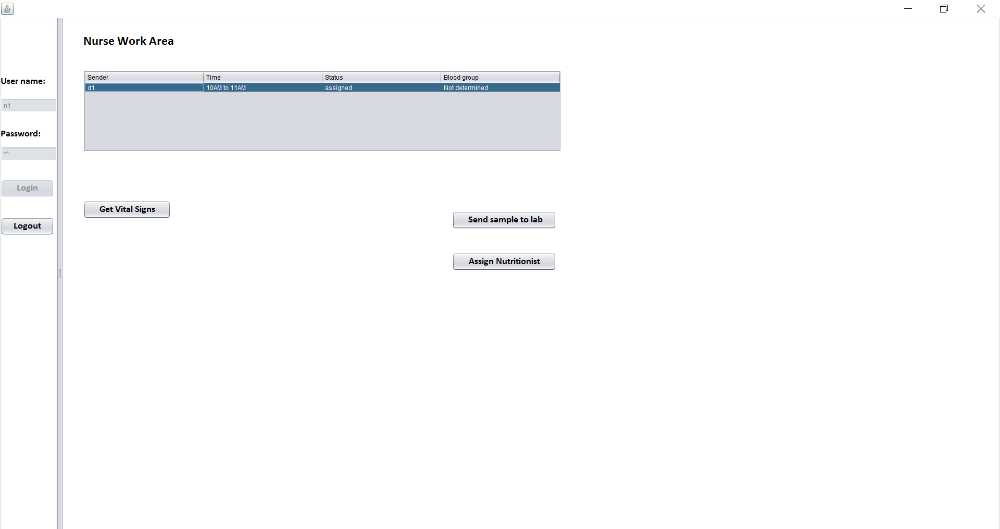 Nurse Work Area
User name:
n1
Password:
**
Login
Logout
Sender Time Status Blood group
d1 10AM to 11AM assigned Not determined
Get Vital Signs
Send sample to lab
Assign Nutritionist